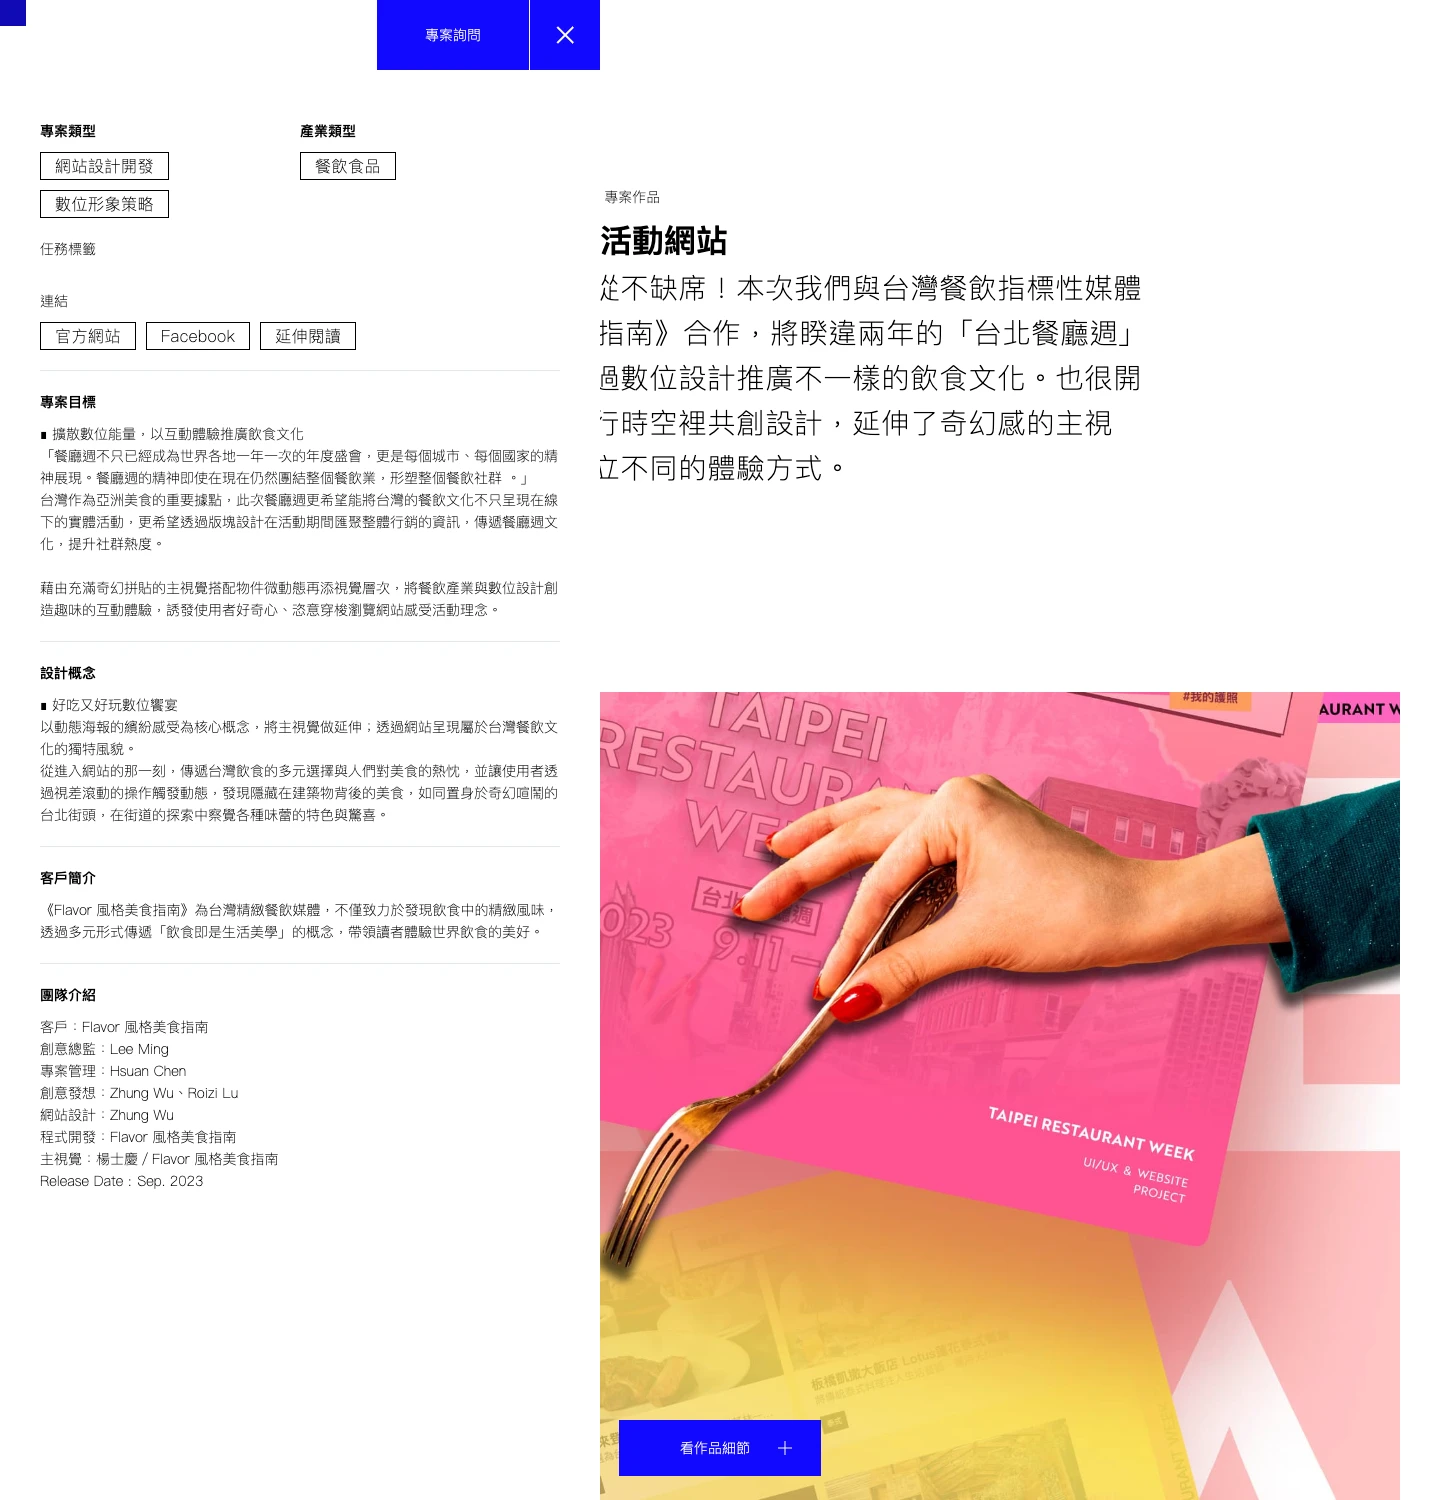 專案詢問
專案類型
網站設計開發
數位形象策略
產業類型
餐飲食品
任務標籤
連結
官方網站
Facebook
延伸閱讀
專案目標
∎ 擴散數位能量，以互動體驗推廣飲食文化
「餐廳週不只已經成為世界各地一年一次的年度盛會，更是每個城市、每個國家的精
神展現。餐廳週的精神即使在現在仍然團結整個餐飲業，形塑整個餐飲社群 。」
台灣作為亞洲美食的重要據點，此次餐廳週更希望能將台灣的餐飲文化不只呈現在線
下的實體活動，更希望透過版塊設計在活動期間匯聚整體行銷的資訊，傳遞餐廳週文
化，提升社群熱度。
藉由充滿奇幻拼貼的主視覺搭配物件微動態再添視覺層次，將餐飲產業與數位設計創
造趣味的互動體驗，誘發使用者好奇心、恣意穿梭瀏覽網站感受活動理念。
設計概念
∎ 好吃又好玩數位饗宴
以動態海報的繽紛感受為核心概念，將主視覺做延伸；透過網站呈現屬於台灣餐飲文
化的獨特風貌。
從進入網站的那一刻，傳遞台灣飲食的多元選擇與人們對美食的熱忱，並讓使用者透
過視差滾動的操作觸發動態，發現隱藏在建築物背後的美食，如同置身於奇幻喧鬧的
台北街頭，在街道的探索中察覺各種味蕾的特色與驚喜。
客戶簡介
《Flavor 風格美食指南》為台灣精緻餐飲媒體，不僅致力於發現飲食中的精緻風味，
透過多元形式傳遞「飲食即是生活美學」的概念，帶領讀者體驗世界飲食的美好。
團隊介紹
客戶：Flavor 風格美食指南
創意總監：Lee Ming
專案管理：Hsuan Chen
創意發想：Zhung Wu、Roizi Lu
網站設計：Zhung Wu
程式開發：Flavor 風格美食指南
主視覺：楊士慶 / Flavor 風格美食指南
Release Date : Sep. 2023
專案作品
活動網站
從不缺席！本次我們與台灣餐飲指標性媒體
指南》合作，將睽違兩年的「台北餐廳週」
過數位設計推廣不一樣的飲食文化。也很開
行時空裡共創設計，延伸了奇幻感的主視
立不同的體驗方式。
#我的護照
TAIPEI
RESTAURAN
WE
台北
週
2023
9.11 —
TAIPEI RESTAURANT WEEK
UI/UX & WEBSITE
PROJECT
板橋凱撒大飯店 Lotus蓮花泰式餐廳
看作品細節